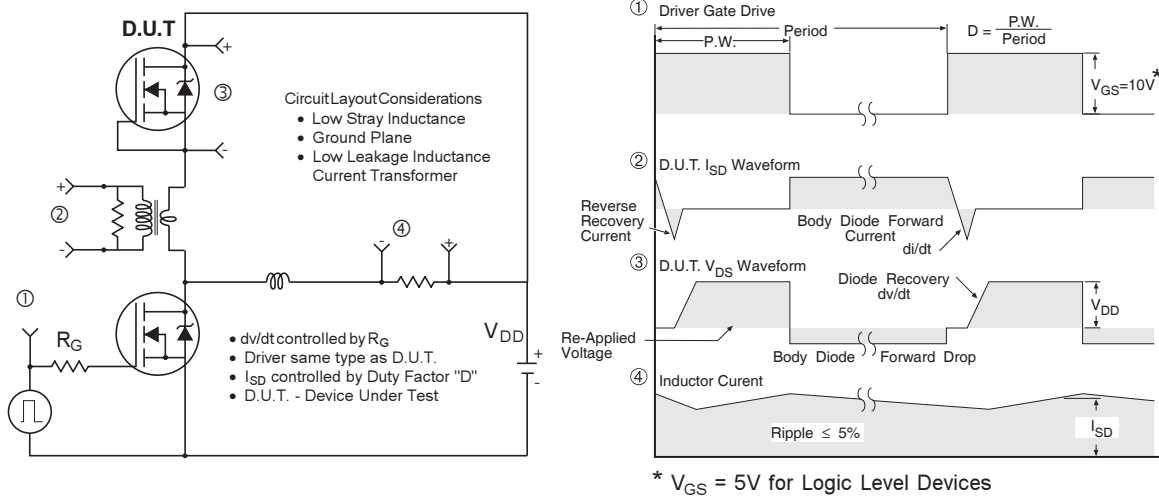 D.U.T
+
③
-
Circuit Layout Considerations
• Low Stray Inductance
• Ground Plane
• Low Leakage Inductance
Current Transformer
+
②
-
④
-
+
①
R_G
V_DD
+
-
• dv/dt controlled by R_G
• Driver same type as D.U.T.
• I_SD controlled by Duty Factor "D"
• D.U.T. - Device Under Test
① Driver Gate Drive
Period
P.W.
D = P.W.
Period
V_GS=10V*
② D.U.T. I_SD Waveform
Reverse
Recovery
Current
Body Diode Forward
Current
di/dt
③ D.U.T. V_DS Waveform
Diode Recovery
dv/dt
V_DD
Re-Applied
Voltage
Body Diode Forward Drop
④ Inductor Curent
Ripple ≤ 5%
I_SD
* V_GS = 5V for Logic Level Devices